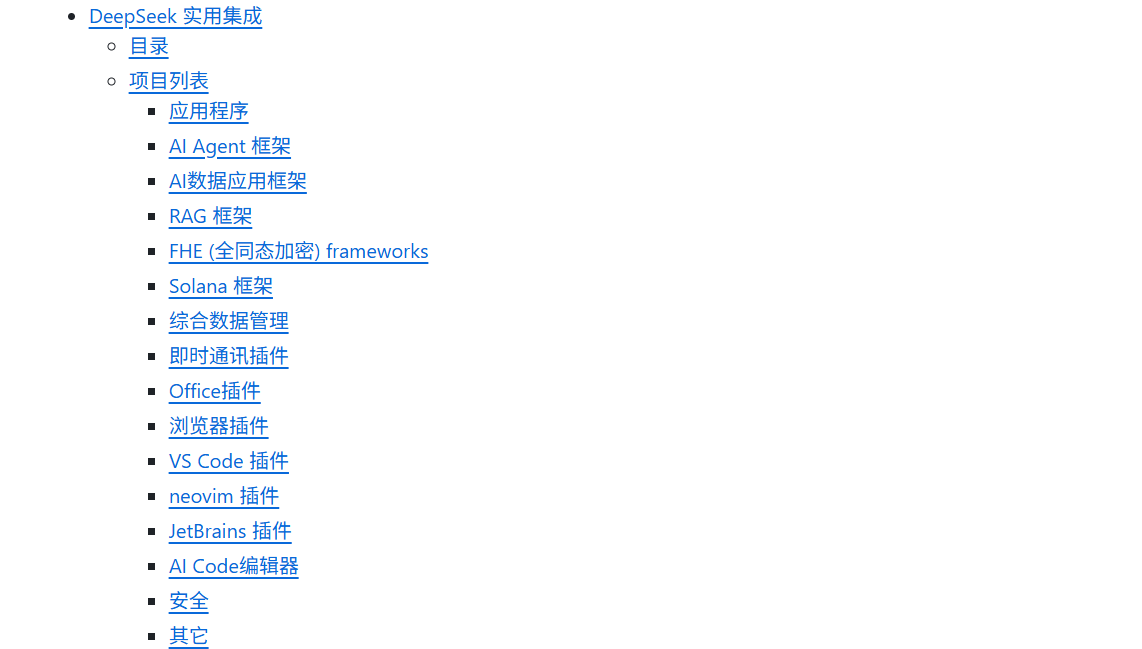 DeepSeek 实用集成
目录
项目列表
应用程序
AI Agent 框架
AI数据应用框架
RAG 框架
FHE (全同态加密) frameworks
Solana 框架
综合数据管理
即时通讯插件
Office插件
浏览器插件
VS Code 插件
neovim 插件
JetBrains 插件
AI Code编辑器
安全
其它